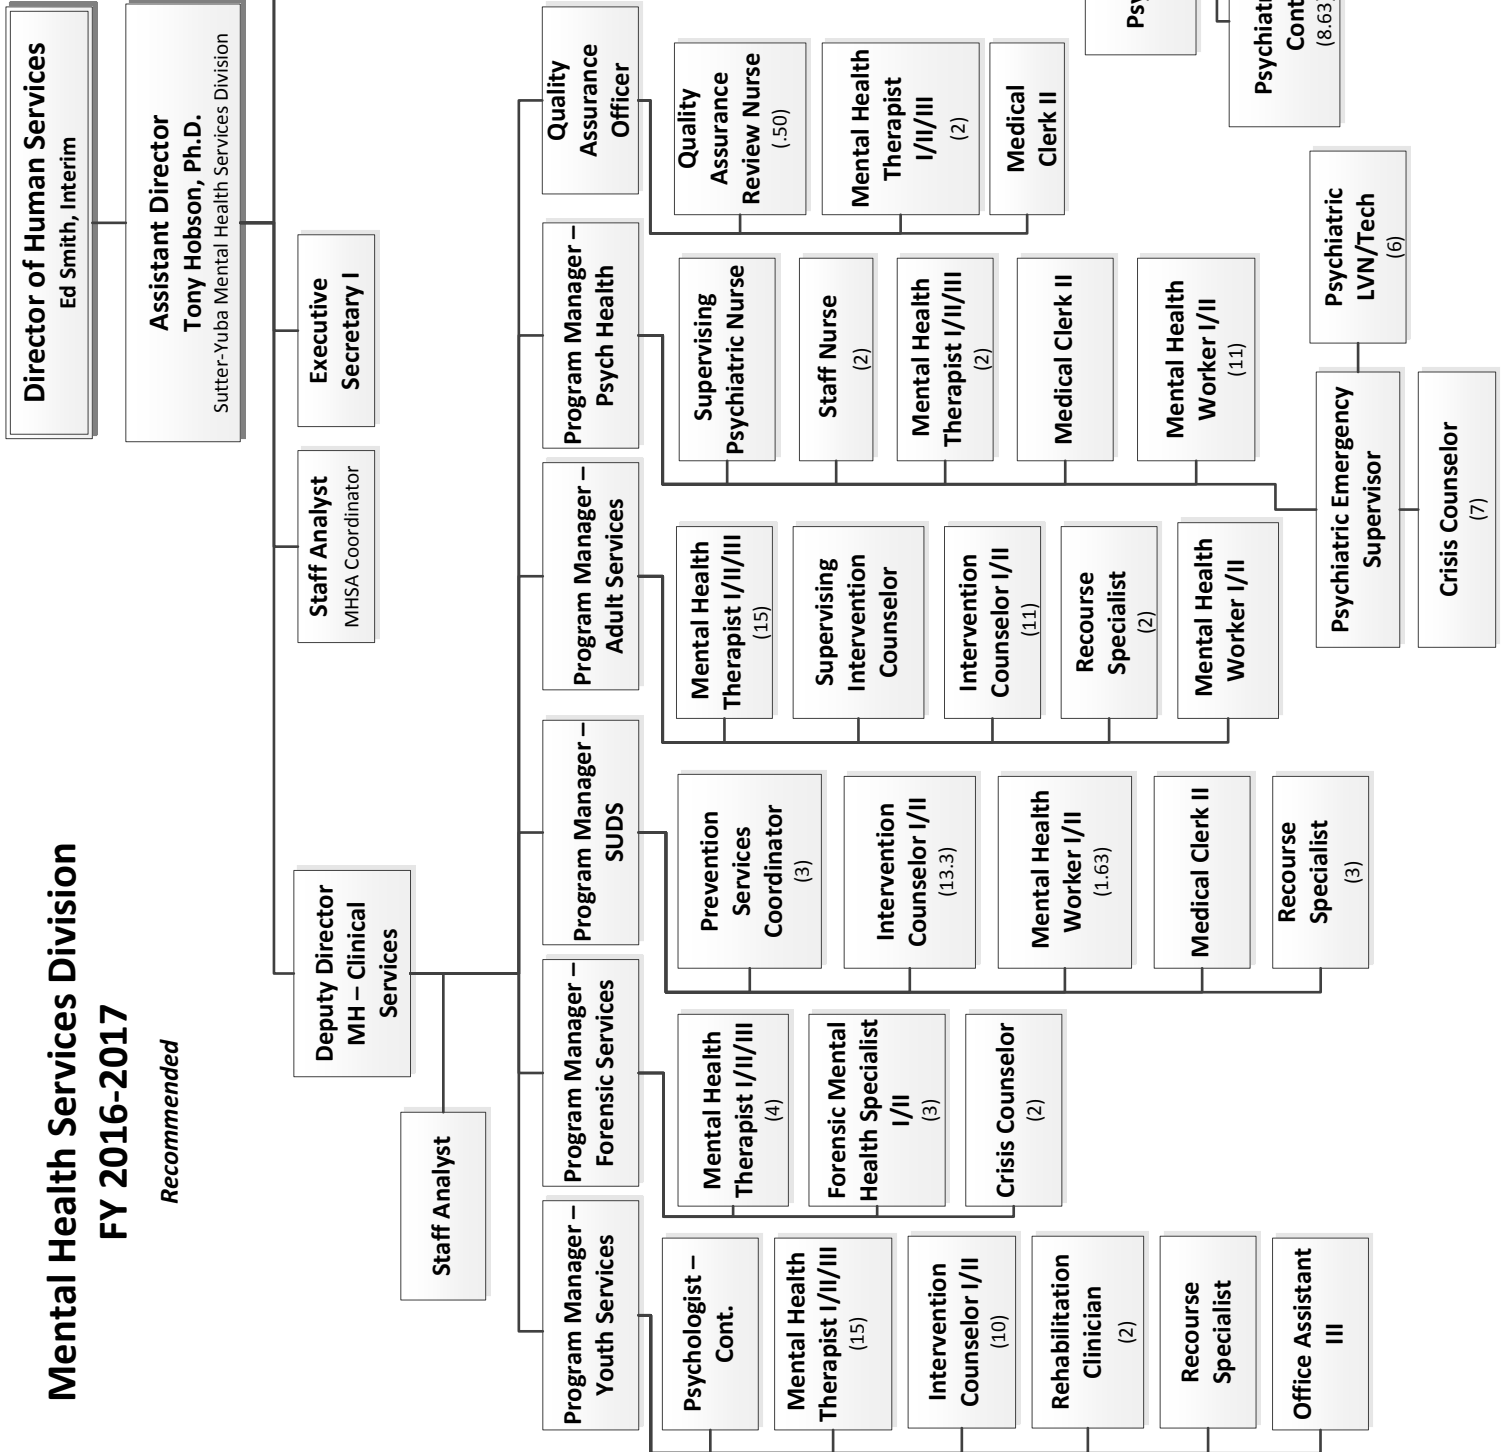 Mental Health Services Division
FY 2016-2017
Recommended
Director of Human Services
Ed Smith, Interim
Assistant Director
Tony Hobson, Ph.D.
Sutter-Yuba Mental Health Services Division
Staff Analyst
MHSA Coordinator
Executive
Secretary I
Deputy Director
MH – Clinical
Services
Staff Analyst
Program Manager –
Youth Services
Psychologist –
Cont.
Mental Health
Therapist I/II/III
(15)
Intervention
Counselor I/II
(10)
Rehabilitation
Clinician
(2)
Recourse
Specialist
Office Assistant
III
Program Manager –
Forensic Services
Mental Health
Therapist I/II/III
(4)
Forensic Mental
Health Specialist
I/II
(3)
Crisis Counselor
(2)
Program Manager –
SUDS
Prevention
Services
Coordinator
(3)
Intervention
Counselor I/II
(13.3)
Mental Health
Worker I/II
(1.63)
Medical Clerk II
Recourse
Specialist
(3)
Program Manager –
Adult Services
Mental Health
Therapist I/II/III
(15)
Supervising
Intervention
Counselor
Intervention
Counselor I/II
(11)
Recourse
Specialist
(2)
Mental Health
Worker I/II
Program Manager –
Psych Health
Supervising
Psychiatric Nurse
Staff Nurse
(2)
Mental Health
Therapist I/II/III
(2)
Medical Clerk II
Mental Health
Worker I/II
(11)
Psychiatric Emergency
Supervisor
Psychiatric
LVN/Tech
(6)
Crisis Counselor
(7)
Quality
Assurance
Officer
Quality
Assurance
Review Nurse
(.50)
Mental Health
Therapist
I/II/III
(2)
Medical
Clerk II
Psy
Psychiatr
Cont
(8.63